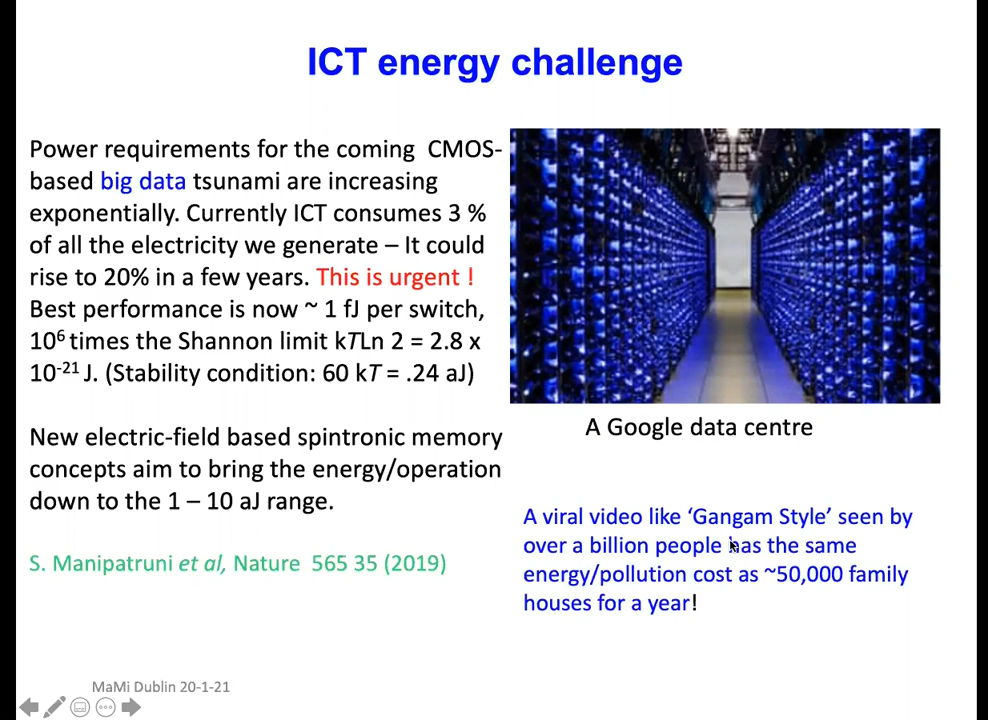 ICT energy challenge
Power requirements for the coming CMOS-
based big data tsunami are increasing
exponentially. Currently ICT consumes 3 %
of all the electricity we generate – It could
rise to 20% in a few years. This is urgent !
Best performance is now ~ 1 fJ per switch,
10⁶ times the Shannon limit kTLn 2 = 2.8 x
10⁻²¹ J. (Stability condition: 60 kT = .24 aJ)
New electric-field based spintronic memory
concepts aim to bring the energy/operation
down to the 1 – 10 aJ range.
S. Manipatruni et al, Nature 565 35 (2019)
A Google data centre
A viral video like ‘Gangam Style’ seen by
over a billion people has the same
energy/pollution cost as ~50,000 family
houses for a year!
MaMi Dublin 20-1-21